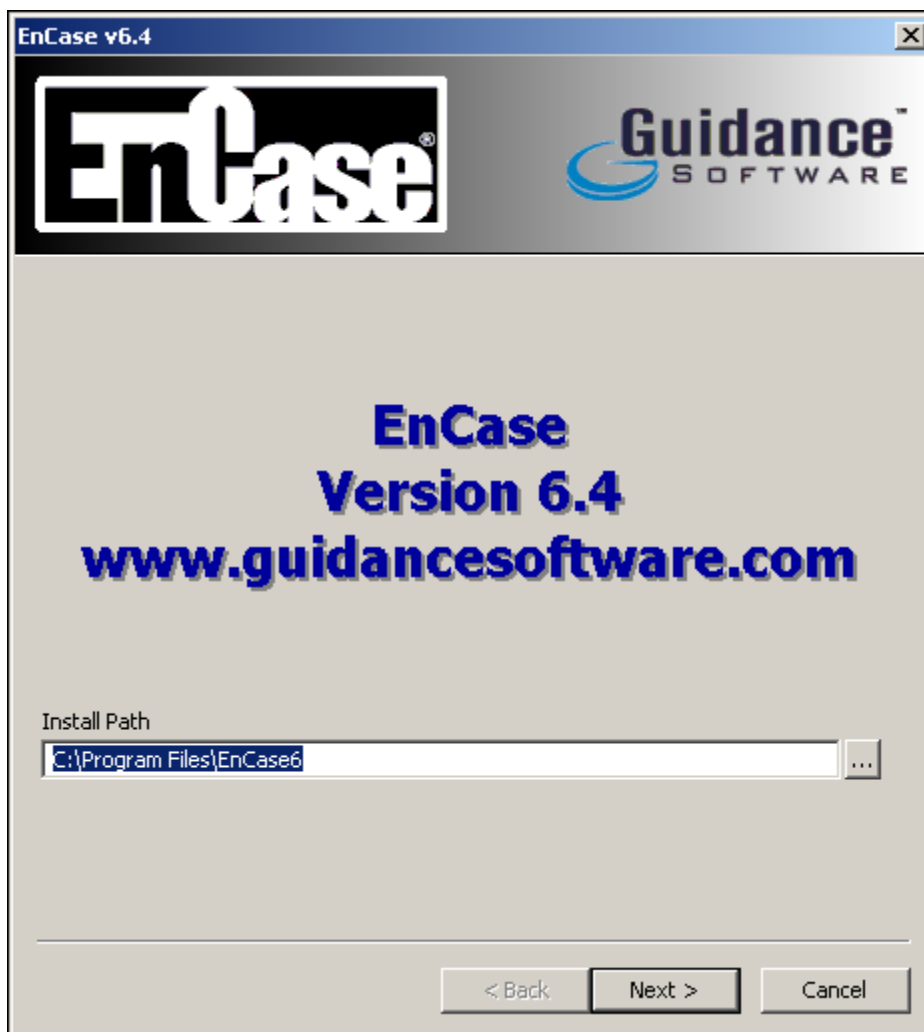 EnCase v6.4
EnCase®
Guidance™
SOFTWARE
EnCase
Version 6.4
www.guidancesoftware.com
Install Path
C:\Program Files\EnCase6
...
< Back
Next >
Cancel